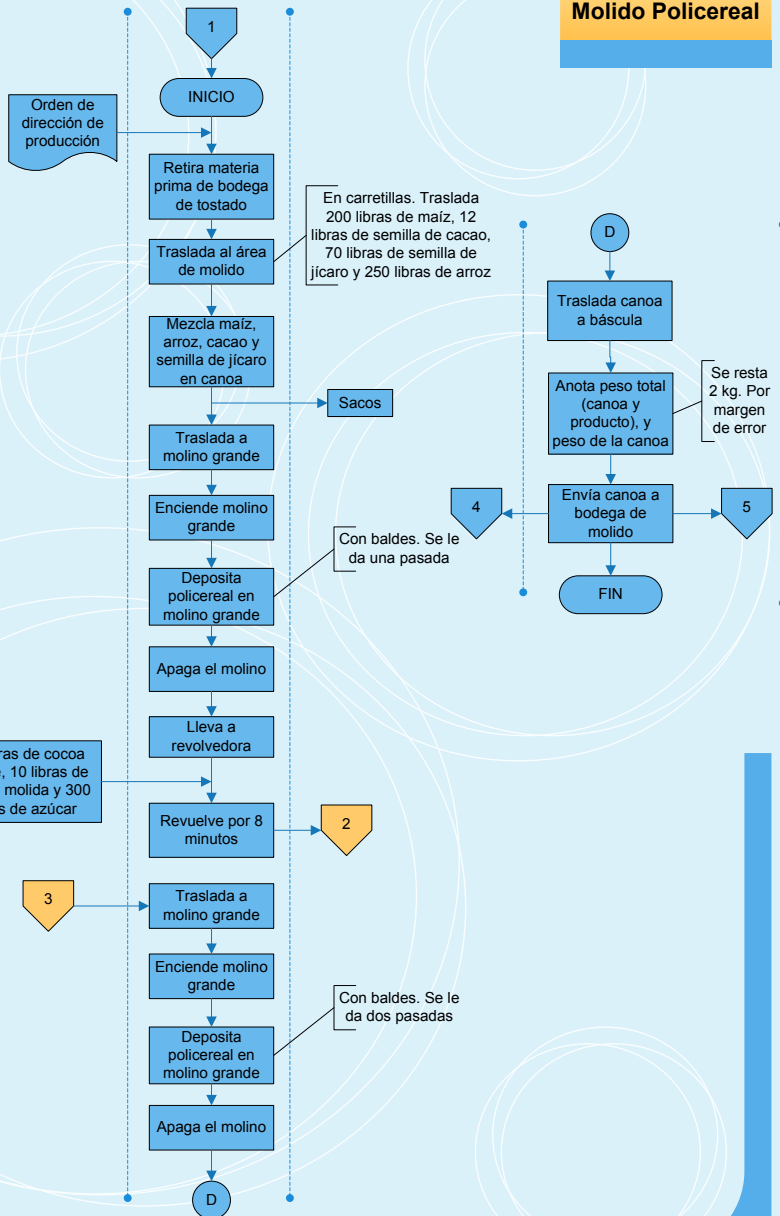 Molido Policereal
1
INICIO
Orden de
dirección de
producción
Retira materia
prima de bodega
de tostado
Traslada al área
de molido
En carretillas. Traslada
200 libras de maíz, 12
libras de semilla de cacao,
70 libras de semilla de
jícaro y 250 libras de arroz
Mezcla maíz,
arroz, cacao y
semilla de jícaro
en canoa
Sacos
Traslada a
molino grande
Enciende molino
grande
Con baldes. Se le
da una pasada
Deposita
policereal en
molino grande
Apaga el molino
Lleva a
revolvedora
de cocoa
10 libras de
molida y 300
de azúcar
Revuelve por 8
minutos
2
3
Traslada a
molino grande
Enciende molino
grande
Con baldes. Se le
da dos pasadas
Deposita
policereal en
molino grande
Apaga el molino
D
D
Traslada canoa
a báscula
Anota peso total
(canoa y
producto), y
peso de la canoa
Se resta
2 kg. Por
margen
de error
Envía canoa a
bodega de
molido
4
5
FIN